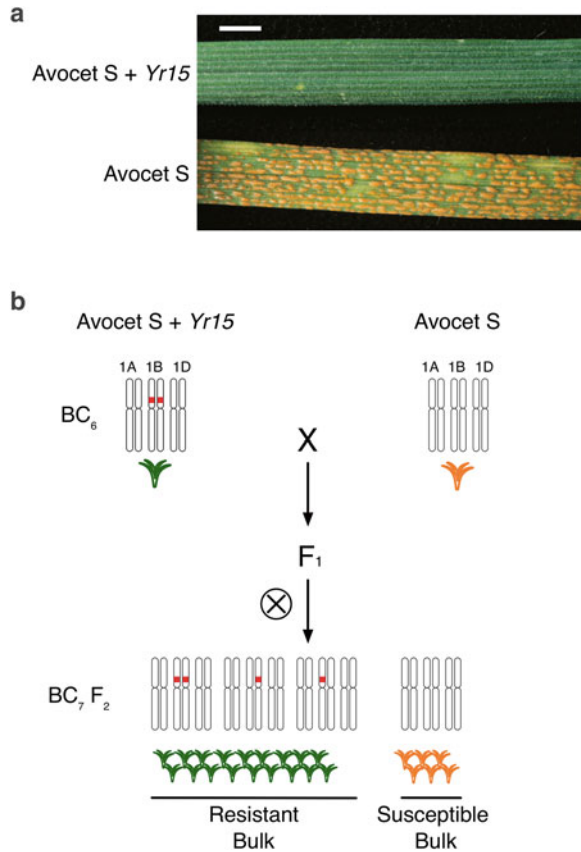 a
Avocet S + Yr15
Avocet S
b
Avocet S + Yr15
Avocet S
1A 1B 1D
1A 1B 1D
BC₆
X
F₁
BC₇ F₂
Resistant
Bulk
Susceptible
Bulk